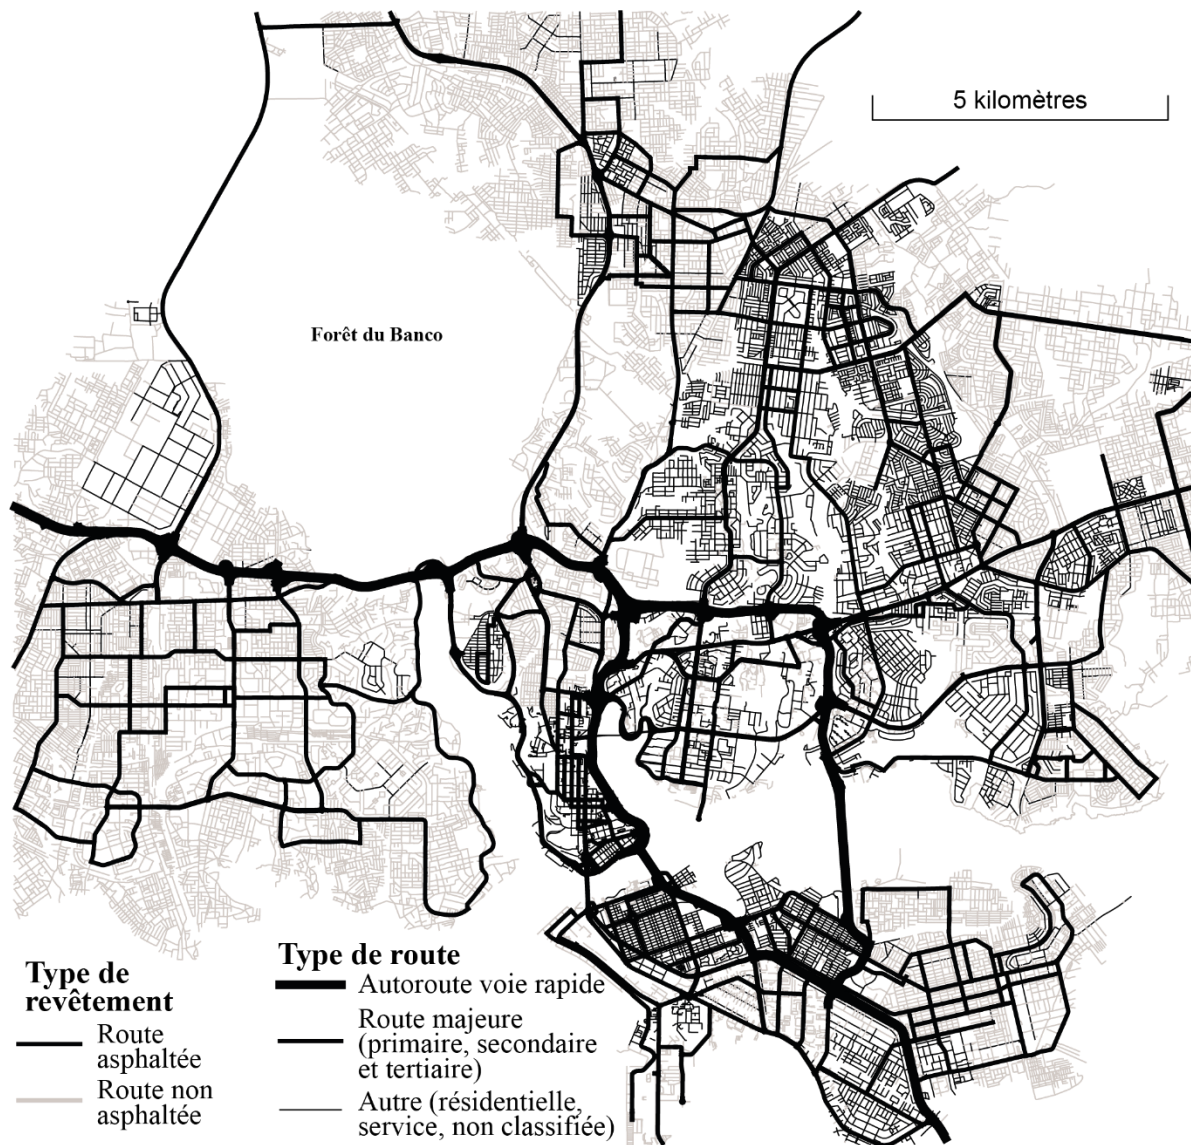 5 kilomètres
Forêt du Banco
Type de
revêtement
Route
asphaltée
Route non
asphaltée
Type de route
Autoroute voie rapide
Route majeure
(primaire, secondaire
et tertiaire)
Autre (résidentielle,
service, non classifiée)